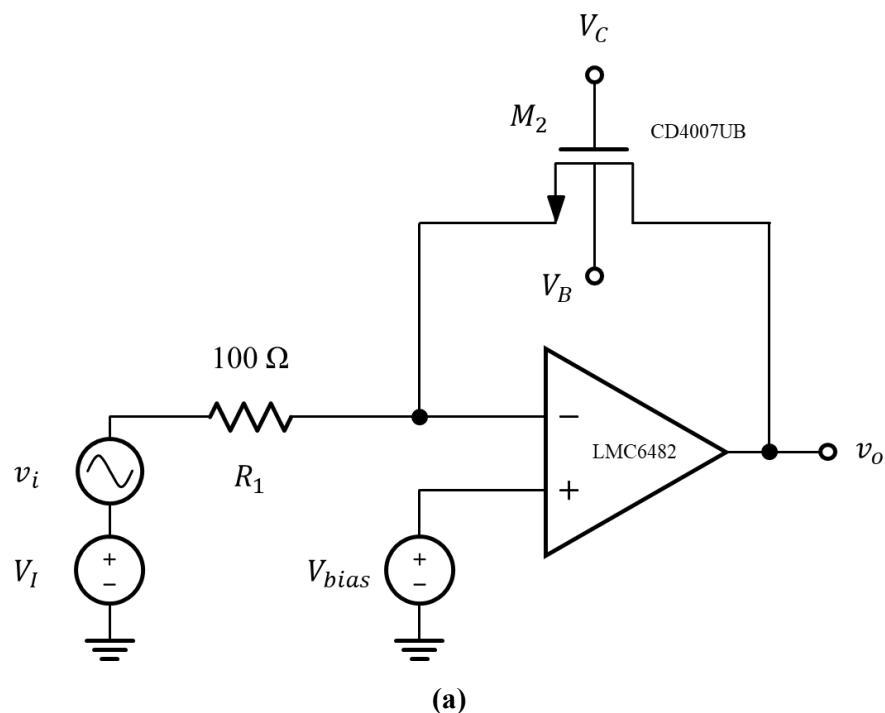 V_C
M_2
CD4007UB
V_B
100 Ω
−
LMC6482
v_o
v_i
R_1
+
V_I
+
−
V_bias
+
−
(a)